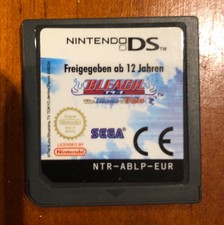 NINTENDO DS
Freigegeben ab 12 Jahren
BLEACH
SEGA
CE
LICENSED BY
Nintendo
NTR-ABLP-EUR